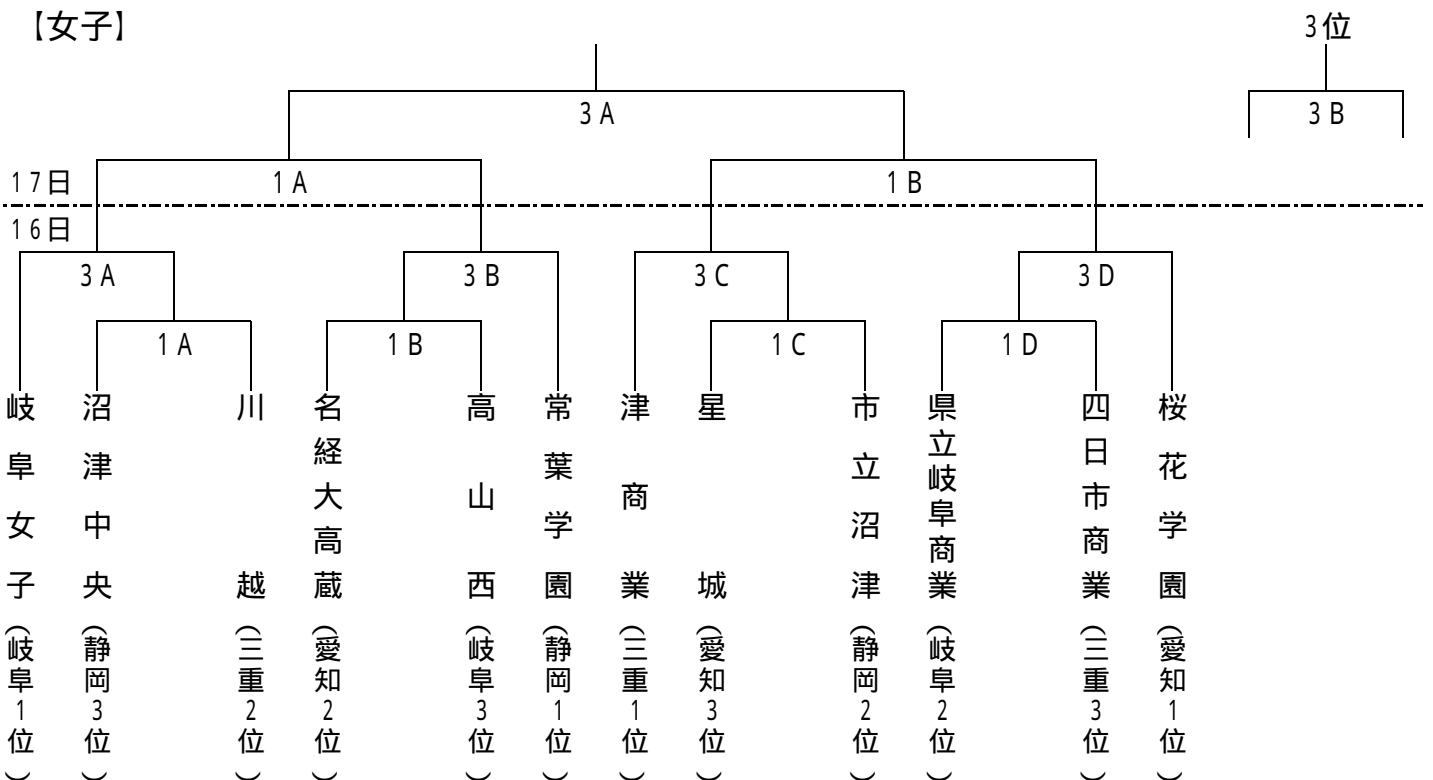 【女子】
3位
3A
3B
17日
1A
1B
16日
3A
3B
3C
3D
1A
1B
1C
1D
岐阜女子(岐阜1位)
沼津中央(静岡3位)
川越(三重2位)
名経大高蔵(愛知2位)
高山西(岐阜3位)
常葉学園(静岡1位)
津商業(三重1位)
星城(愛知3位)
市立沼津(静岡2位)
県立岐阜商業(岐阜2位)
四日市商業(三重3位)
桜花学園(愛知1位)